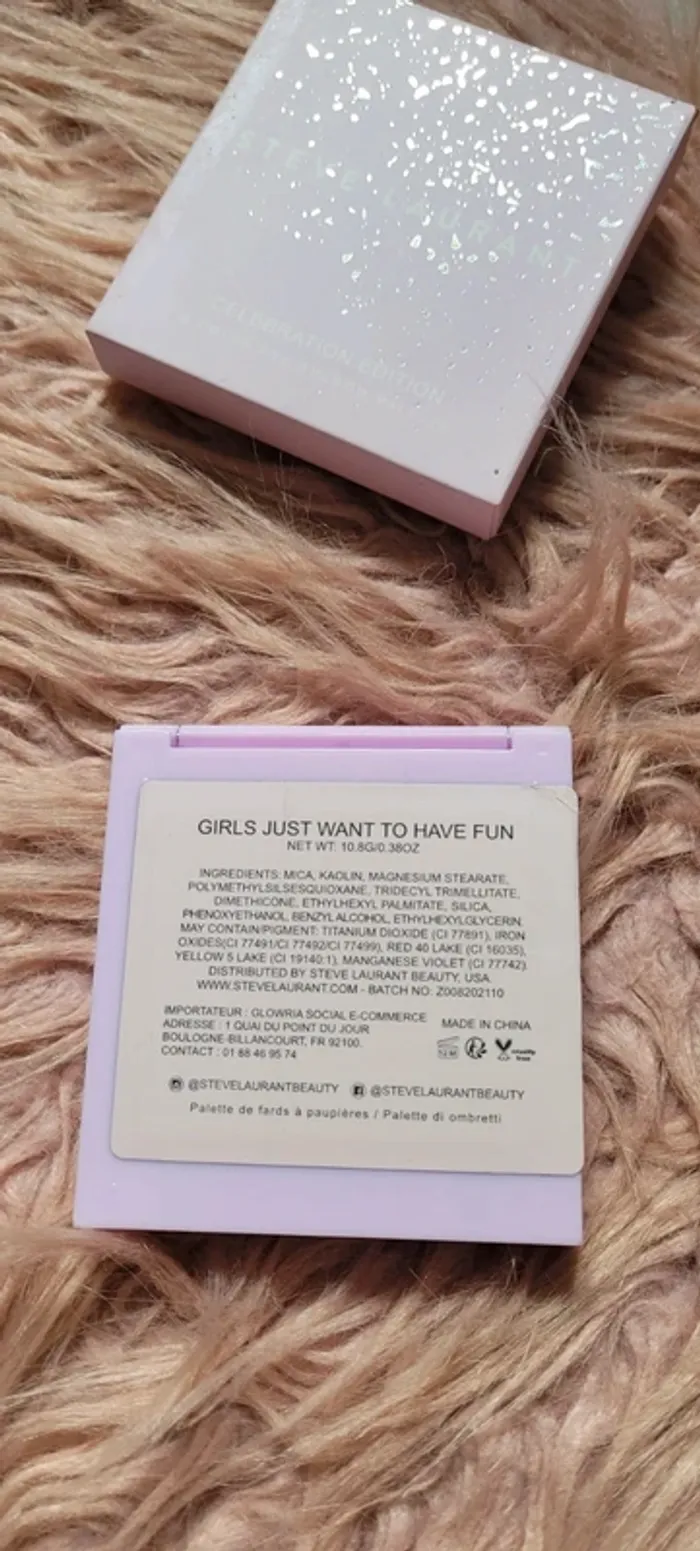 STEVE LAURANT
CELEBRATION EDITION
GIRLS JUST WANT TO HAVE FUN
NET WT: 10.8G/0.38OZ
INGREDIENTS: MICA, KAOLIN, MAGNESIUM STEARATE,
POLYMETHYLSILSESQUIOXANE, TRIDECYL TRIMELLITATE,
DIMETHICONE, ETHYLHEXYL PALMITATE, SILICA,
PHENOXYETHANOL, BENZYL ALCOHOL, ETHYLHEXYLGLYCERIN.
MAY CONTAIN/PIGMENT: TITANIUM DIOXIDE (CI 77891), IRON
OXIDES(CI 77491/CI 77492/CI 77499), RED 40 LAKE (CI 16035),
YELLOW 5 LAKE (CI 19140:1), MANGANESE VIOLET (CI 77742).
DISTRIBUTED BY STEVE LAURANT BEAUTY, USA.
WWW.STEVELAURANT.COM - BATCH NO: Z008202110
IMPORTATEUR : GLOWRIA SOCIAL E-COMMERCE
ADRESSE : 1 QUAI DU POINT DU JOUR
BOULOGNE-BILLANCOURT, FR 92100.
CONTACT : 01 88 46 95 74
MADE IN CHINA
12 M
cruelty
free
@STEVELAURANTBEAUTY
@STEVELAURANTBEAUTY
Palette de fards à paupières / Palette di ombretti